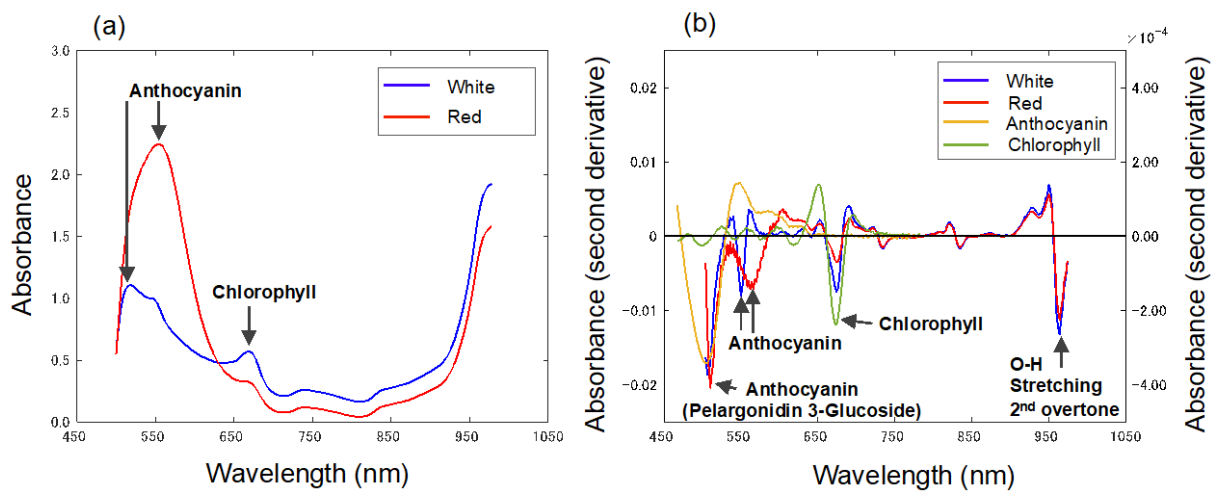 (a)
3.0
2.5
2.0
1.5
1.0
0.5
0.0
Absorbance
450
550
650
750
850
950
1050
Wavelength (nm)
White
Red
Anthocyanin
Chlorophyll
(b)
0.02
0.01
0
−0.01
−0.02
Absorbance (second derivative)
450
550
650
750
850
950
1050
Wavelength (nm)
White
Red
Anthocyanin
Chlorophyll
Chlorophyll
Anthocyanin
Anthocyanin
(Pelargonidin 3-Glucoside)
O-H
Stretching
2nd overtone
4.00
2.00
0.00
−2.00
−4.00
Absorbance (second derivative)